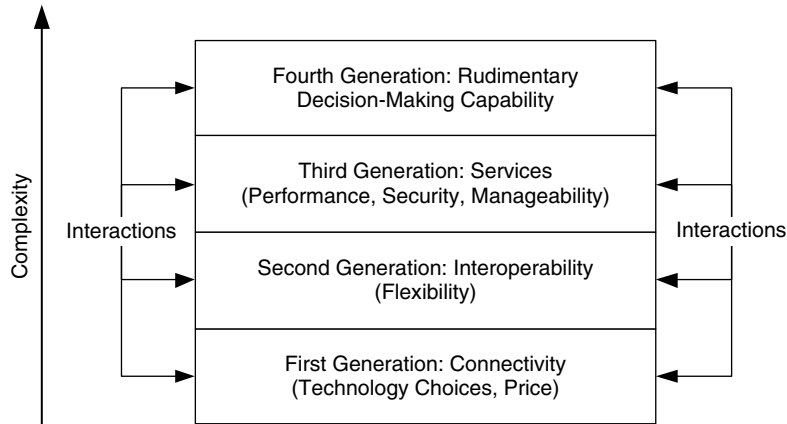 Complexity
Interactions
Fourth Generation: Rudimentary
Decision-Making Capability
Third Generation: Services
(Performance, Security, Manageability)
Second Generation: Interoperability
(Flexibility)
First Generation: Connectivity
(Technology Choices, Price)
Interactions